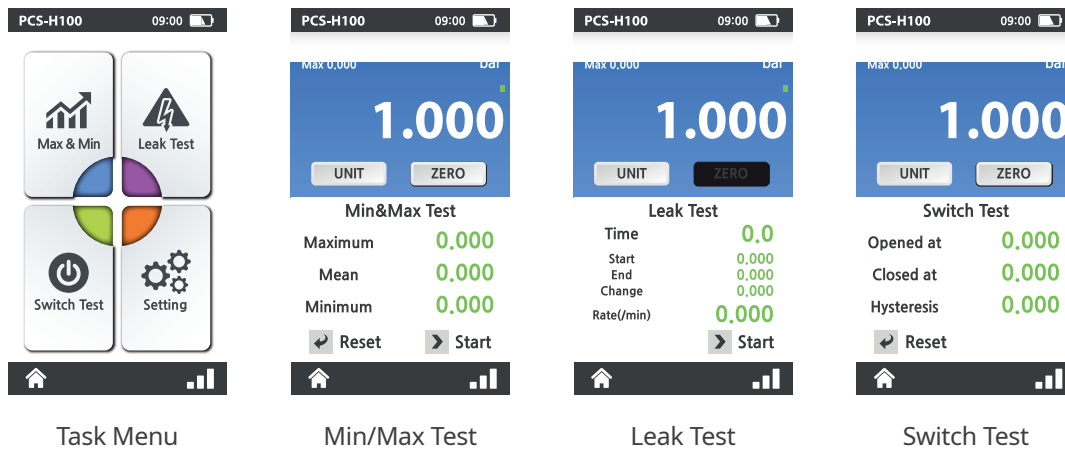 PCS-H100 09:00
Max & Min Leak Test
Switch Test Setting
Task Menu
PCS-H100 09:00
Max 0.000 bar
1.000
UNIT ZERO
Min&Max Test
Maximum 0.000
Mean 0.000
Minimum 0.000
Reset Start
Min/Max Test
PCS-H100 09:00
Max 0.000 bar
1.000
UNIT ZERO
Leak Test
Time 0.0
Start 0.000
End 0.000
Change 0.000
Rate(/min) 0.000
Start
Leak Test
PCS-H100 09:00
Max 0.000 bar
1.000
UNIT ZERO
Switch Test
Opened at 0.000
Closed at 0.000
Hysteresis 0.000
Reset
Switch Test